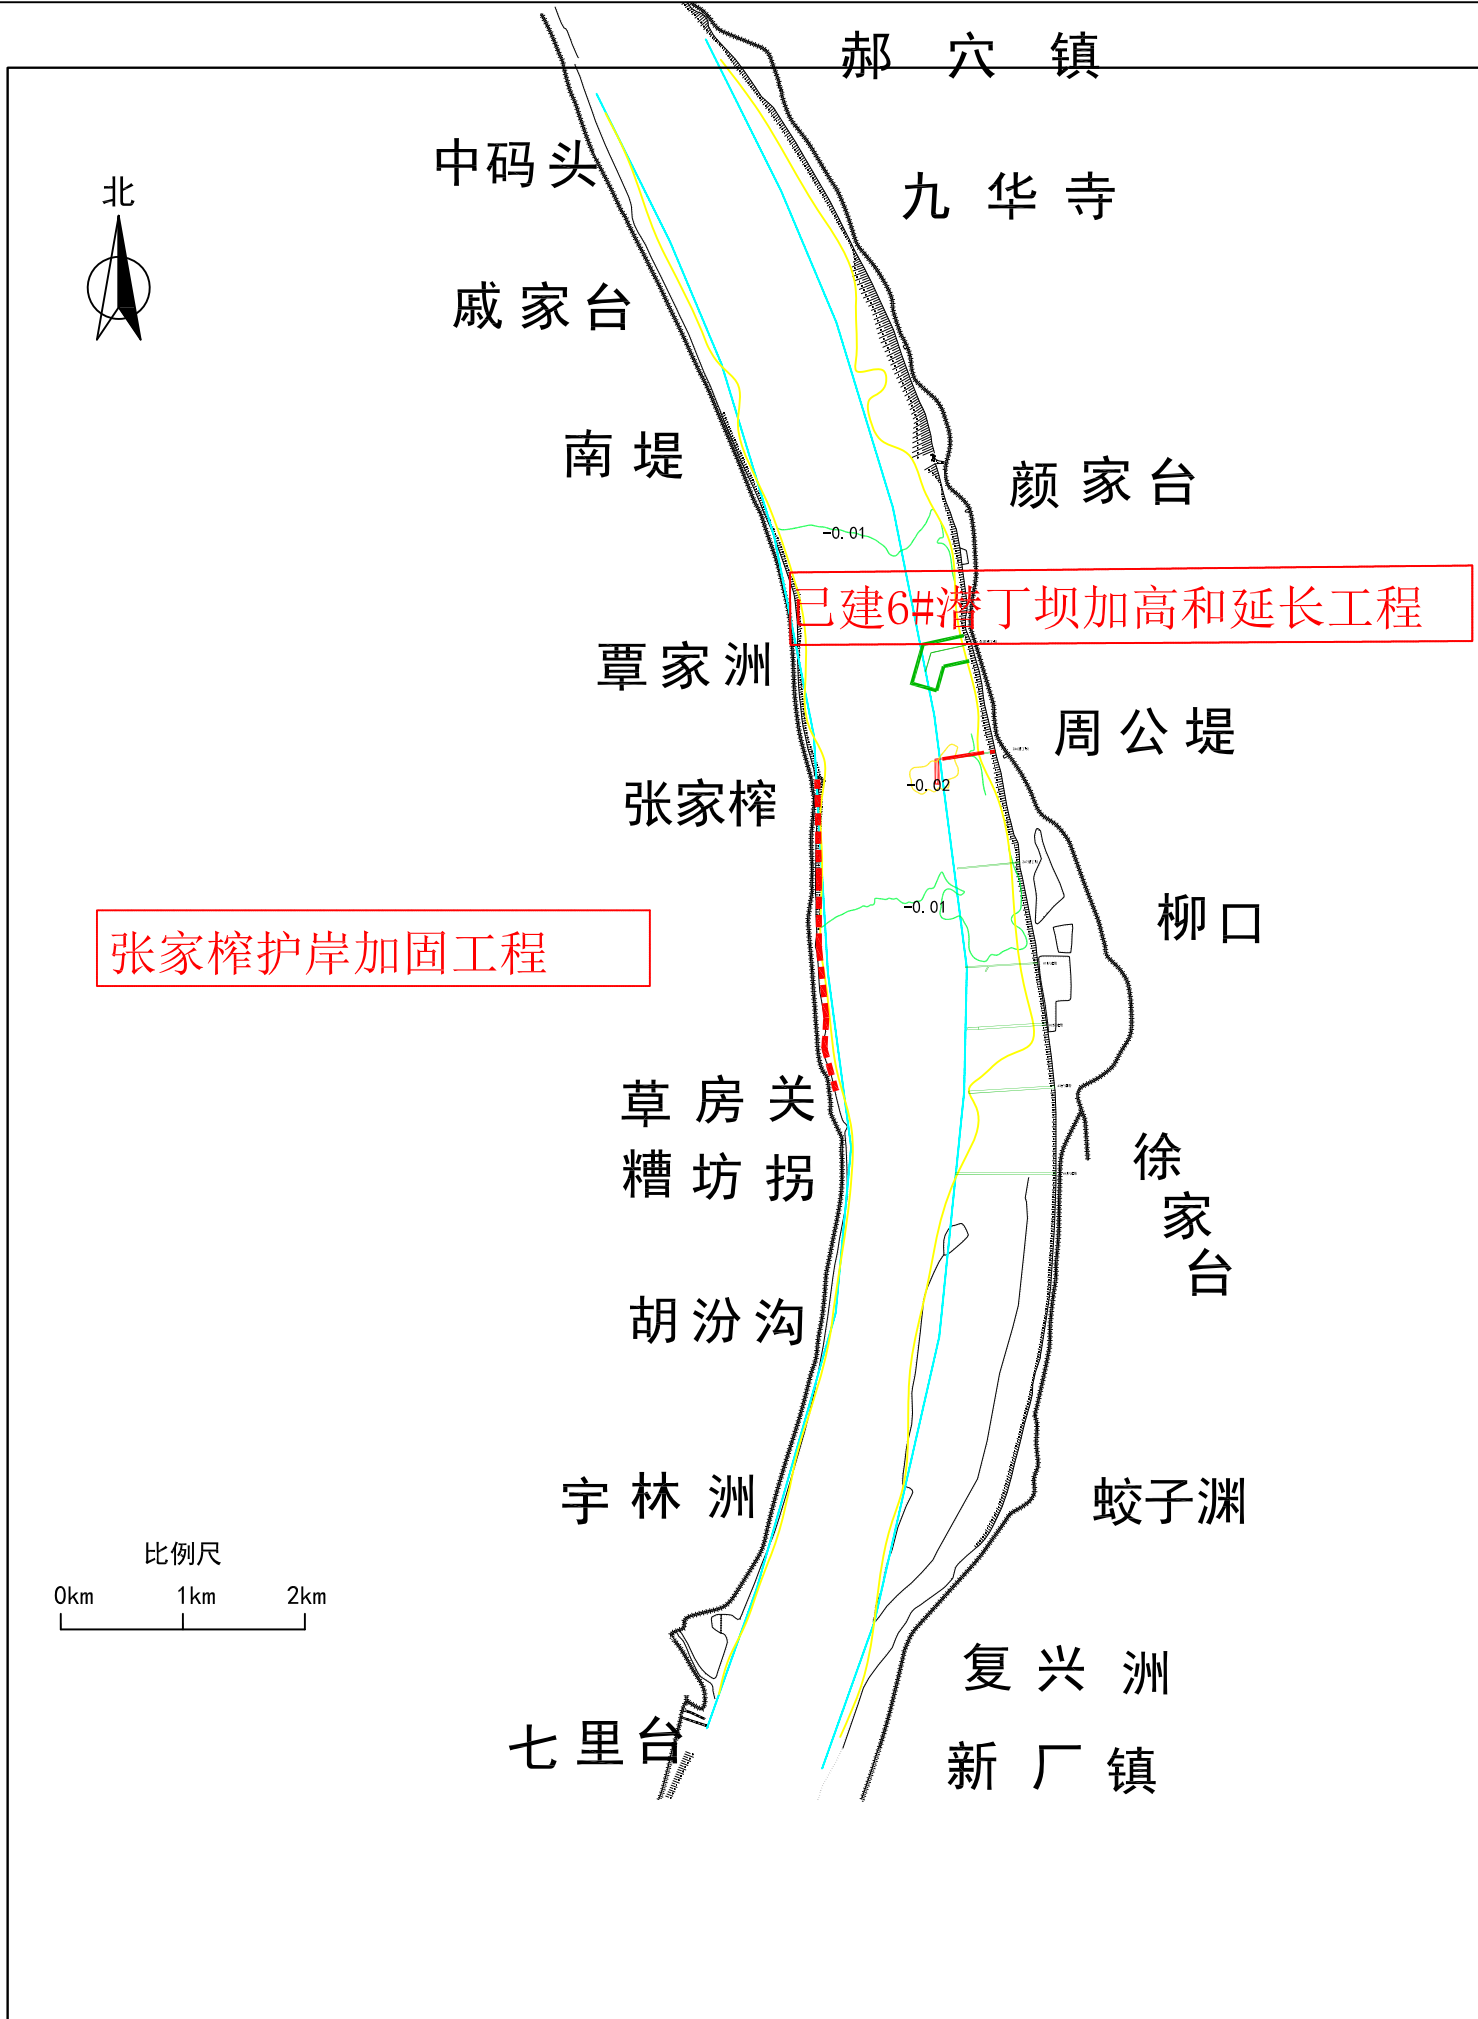 郝穴镇
中码头
九华寺
北
戚家台
南堤
颜家台
-0.01
已建6#潜丁坝加高和延长工程
覃家洲
周公堤
张家榨
-0.02
-0.01
柳口
张家榨护岸加固工程
草房关
糟坊拐
徐家台
胡汾沟
宇林洲
蛟子渊
比例尺
0km 1km 2km
复兴洲
七里台
新厂镇